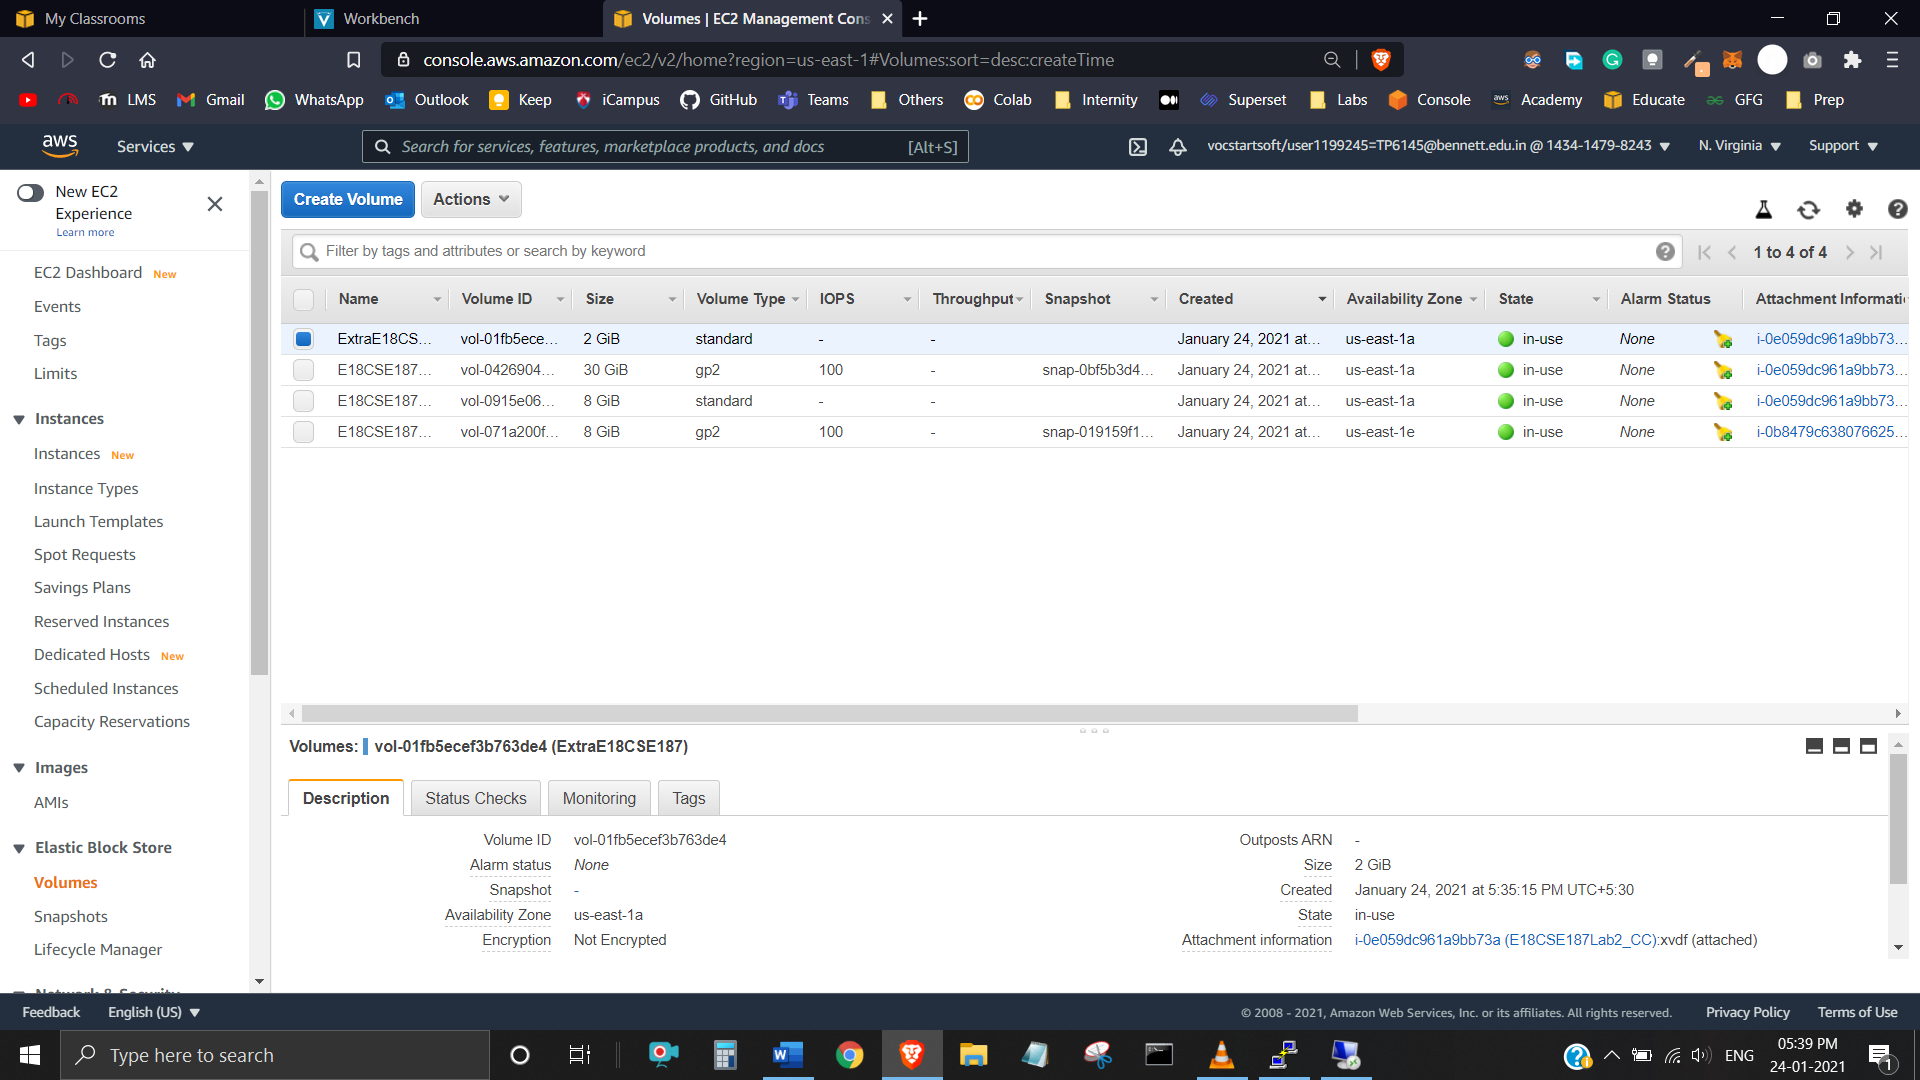 My Classrooms
Workbench
Volumes | EC2 Management Cons
console.aws.amazon.com/ec2/v2/home?region=us-east-1#Volumes:sort=desc:createTime
LMS
Gmail
WhatsApp
Outlook
Keep
iCampus
GitHub
Teams
Others
Colab
Internity
Superset
Labs
Console
aws
Academy
Educate
GFG
Prep
aws
Services
Search for services, features, marketplace products, and docs
[Alt+S]
vocstartsoft/user1199245=TP6145@bennett.edu.in @ 1434-1479-8243
N. Virginia
Support
New EC2
Experience
Learn more
EC2 Dashboard New
Events
Tags
Limits
Instances
Instances New
Instance Types
Launch Templates
Spot Requests
Savings Plans
Reserved Instances
Dedicated Hosts New
Scheduled Instances
Capacity Reservations
Images
AMIs
Elastic Block Store
Volumes
Snapshots
Lifecycle Manager
Network & Security
Create Volume
Actions
Filter by tags and attributes or search by keyword
1 to 4 of 4
Name Volume ID Size Volume Type IOPS Throughput Snapshot Created Availability Zone State Alarm Status Attachment Informati
ExtraE18CS... vol-01fb5ece... 2 GiB standard - - January 24, 2021 at... us-east-1a in-use None i-0e059dc961a9bb73...
E18CSE187... vol-0426904... 30 GiB gp2 100 - snap-0bf5b3d4... January 24, 2021 at... us-east-1a in-use None i-0e059dc961a9bb73...
E18CSE187... vol-0915e06... 8 GiB standard - - January 24, 2021 at... us-east-1a in-use None i-0e059dc961a9bb73...
E18CSE187... vol-071a200f... 8 GiB gp2 100 - snap-019159f1... January 24, 2021 at... us-east-1e in-use None i-0b8479c638076625...
Volumes: vol-01fb5ecef3b763de4 (ExtraE18CSE187)
Description
Status Checks
Monitoring
Tags
Volume ID vol-01fb5ecef3b763de4
Alarm status None
Snapshot -
Availability Zone us-east-1a
Encryption Not Encrypted
Outposts ARN -
Size 2 GiB
Created January 24, 2021 at 5:35:15 PM UTC+5:30
State in-use
Attachment information i-0e059dc961a9bb73a (E18CSE187Lab2_CC):xvdf (attached)
Feedback
English (US)
© 2008 - 2021, Amazon Web Services, Inc. or its affiliates. All rights reserved.
Privacy Policy
Terms of Use
Type here to search
ENG
05:39 PM
24-01-2021
1